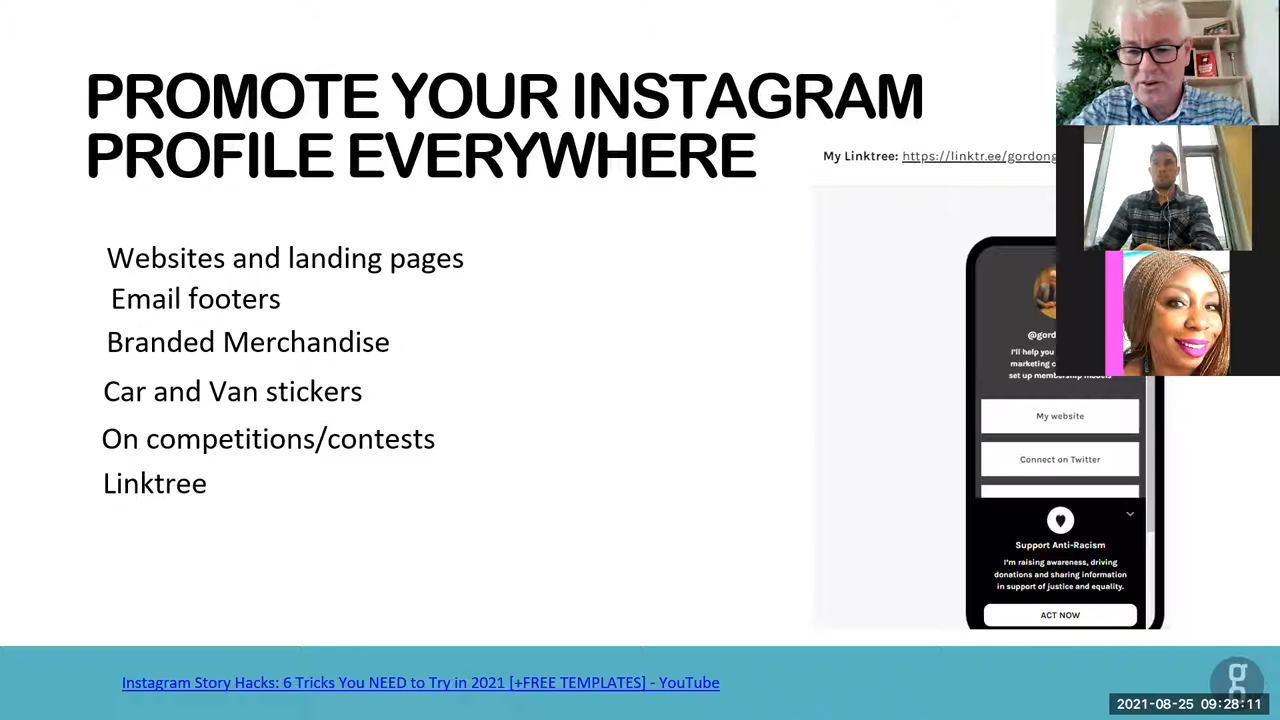 PROMOTE YOUR INSTAGRAM
PROFILE EVERYWHERE
My Linktree: https://linktr.ee/gordong
Websites and landing pages
Email footers
Branded Merchandise
Car and Van stickers
On competitions/contests
Linktree
@gord
I'll help you
marketing c
set up membership models
My website
Connect on Twitter
Support Anti-Racism
I'm raising awareness, driving
donations and sharing information
in support of justice and equality.
ACT NOW
Instagram Story Hacks: 6 Tricks You NEED to Try in 2021 [+FREE TEMPLATES] - YouTube
g
2021-08-25 09:28:11